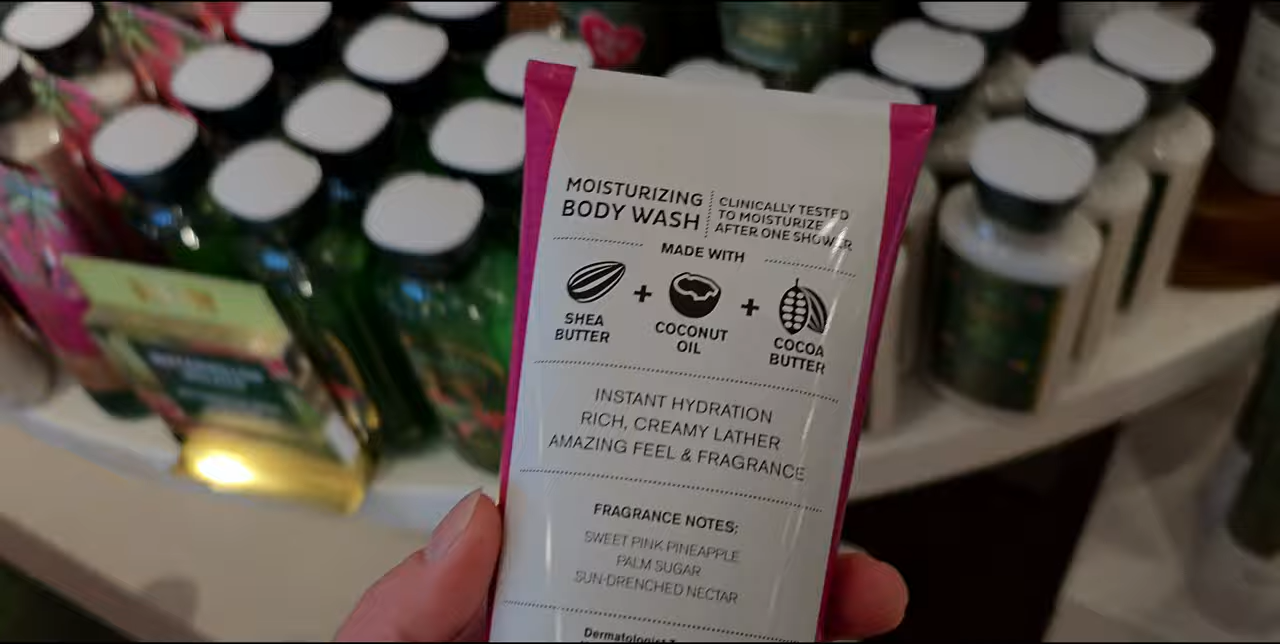 MOISTURIZING
BODY WASH
CLINICALLY TESTED
TO MOISTURIZE
AFTER ONE SHOWER
MADE WITH
SHEA
BUTTER
+
COCONUT
OIL
+
COCOA
BUTTER
INSTANT HYDRATION
RICH, CREAMY LATHER
AMAZING FEEL & FRAGRANCE
FRAGRANCE NOTES:
SWEET PINK PINEAPPLE
PALM SUGAR
SUN-DRENCHED NECTAR
Dermatologist